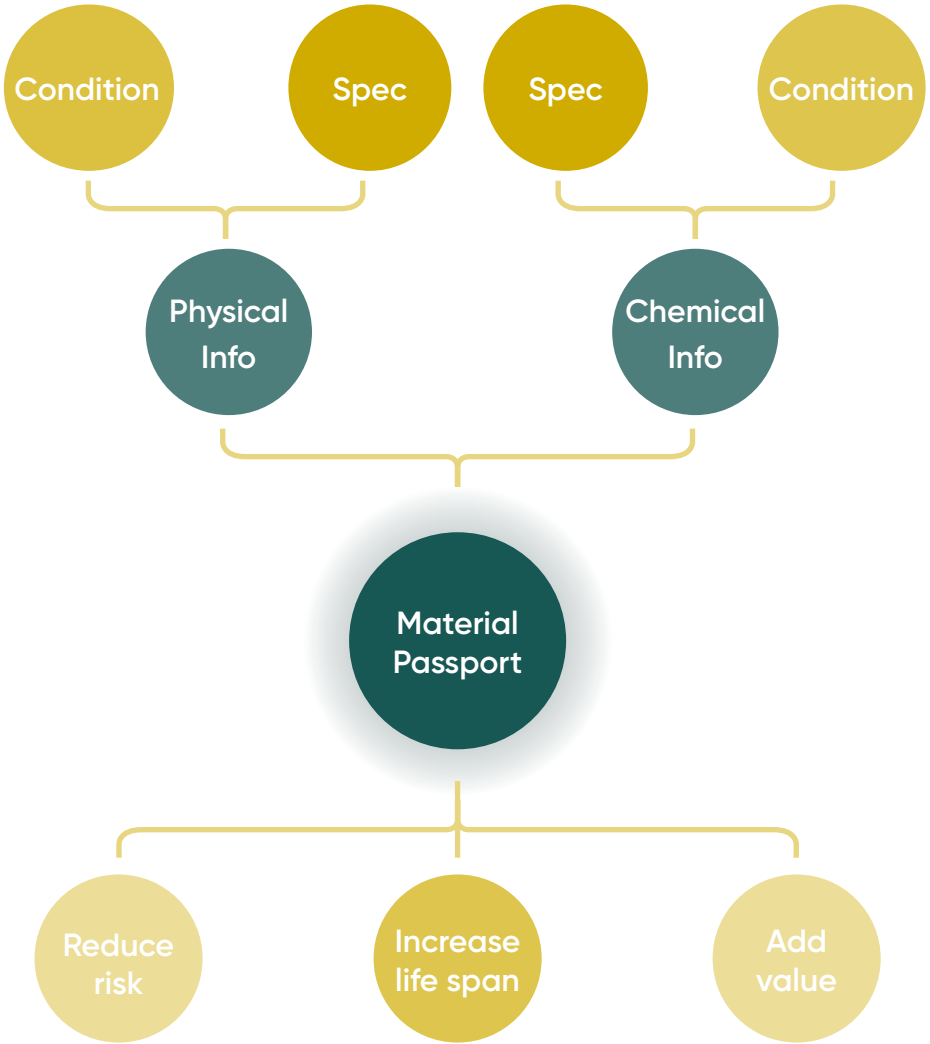 Condition
Spec
Spec
Condition
Physical
Info
Chemical
Info
Material
Passport
Reduce
risk
Increase
life span
Add
value